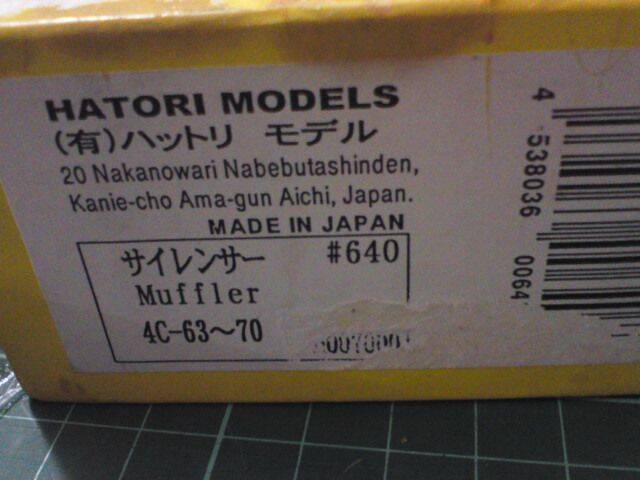 HATORI MODELS
(有)ハットリ モデル
20 Nakanowari Nabebutashinden,
Kanie-cho Ama-gun Aichi, Japan.
MADE IN JAPAN
サイレンサー #640
Muffler
4C-63〜70
4 538036 0064